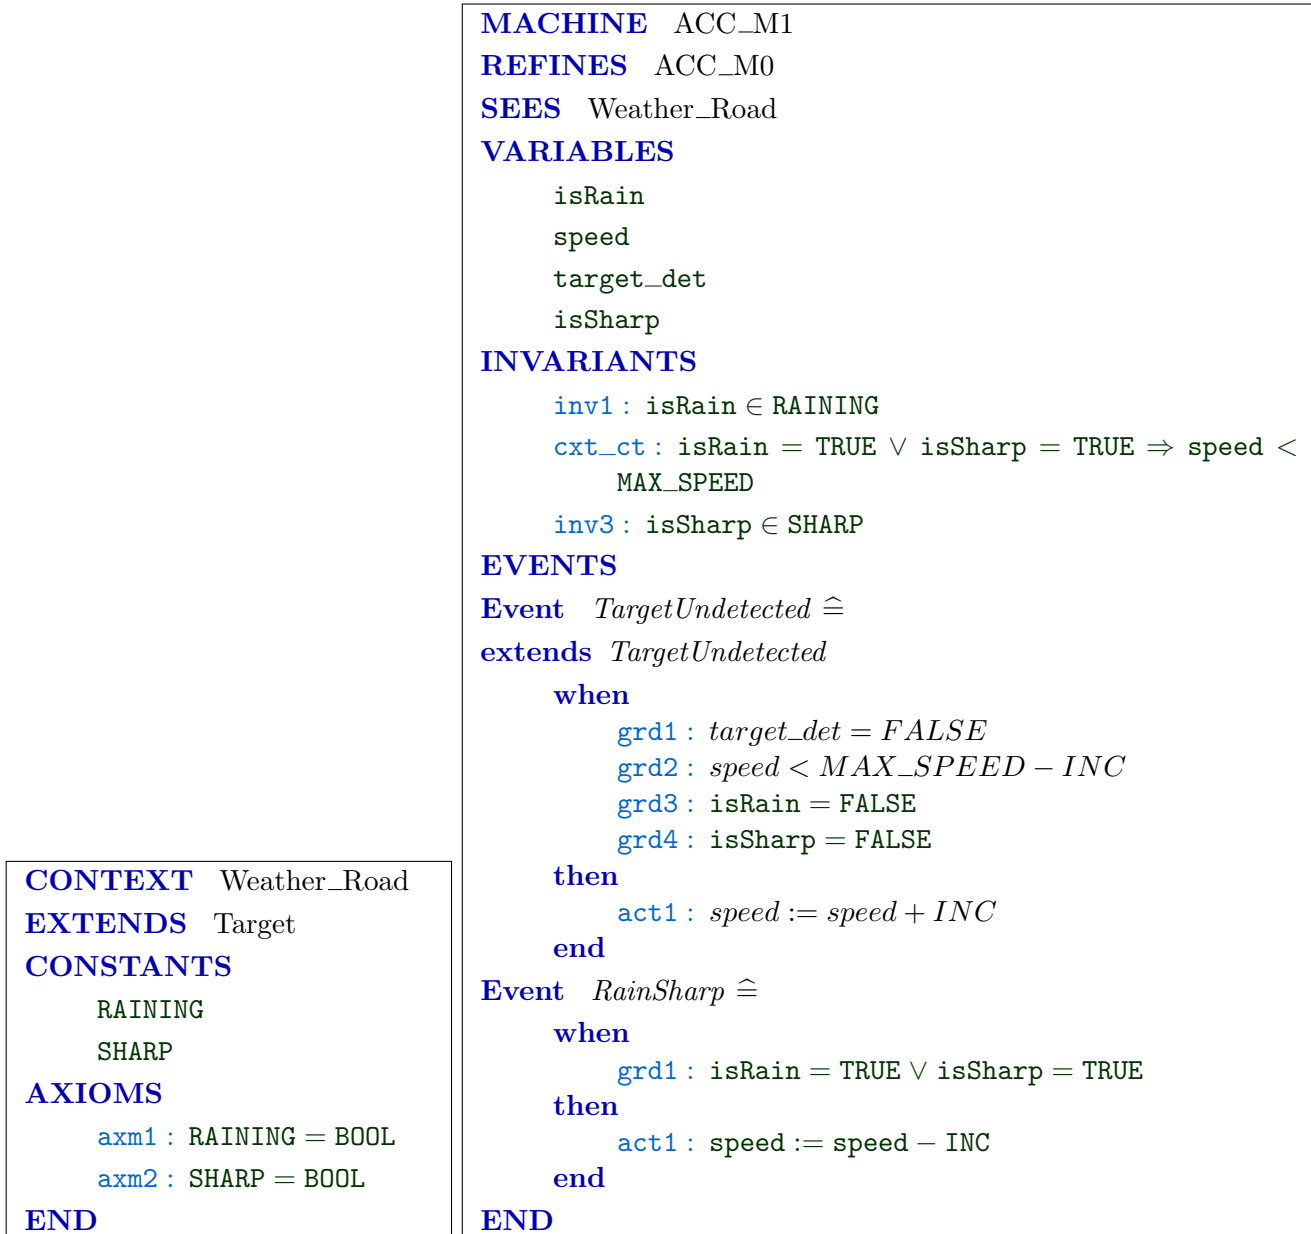 CONTEXT Weather_Road
EXTENDS Target
CONSTANTS
RAINING
SHARP
AXIOMS
axm1 : RAINING = BOOL
axm2 : SHARP = BOOL
END
MACHINE ACC_M1
REFINES ACC_M0
SEES Weather_Road
VARIABLES
isRain
speed
target_det
isSharp
INVARIANTS
inv1 : isRain ∈ RAINING
cxt_ct : isRain = TRUE ∨ isSharp = TRUE ⇒ speed <
MAX_SPEED
inv3 : isSharp ∈ SHARP
EVENTS
Event TargetUndetected ≙
extends TargetUndetected
when
grd1 : target_det = FALSE
grd2 : speed < MAX_SPEED − INC
grd3 : isRain = FALSE
grd4 : isSharp = FALSE
then
act1 : speed := speed + INC
end
Event RainSharp ≙
when
grd1 : isRain = TRUE ∨ isSharp = TRUE
then
act1 : speed := speed − INC
end
END